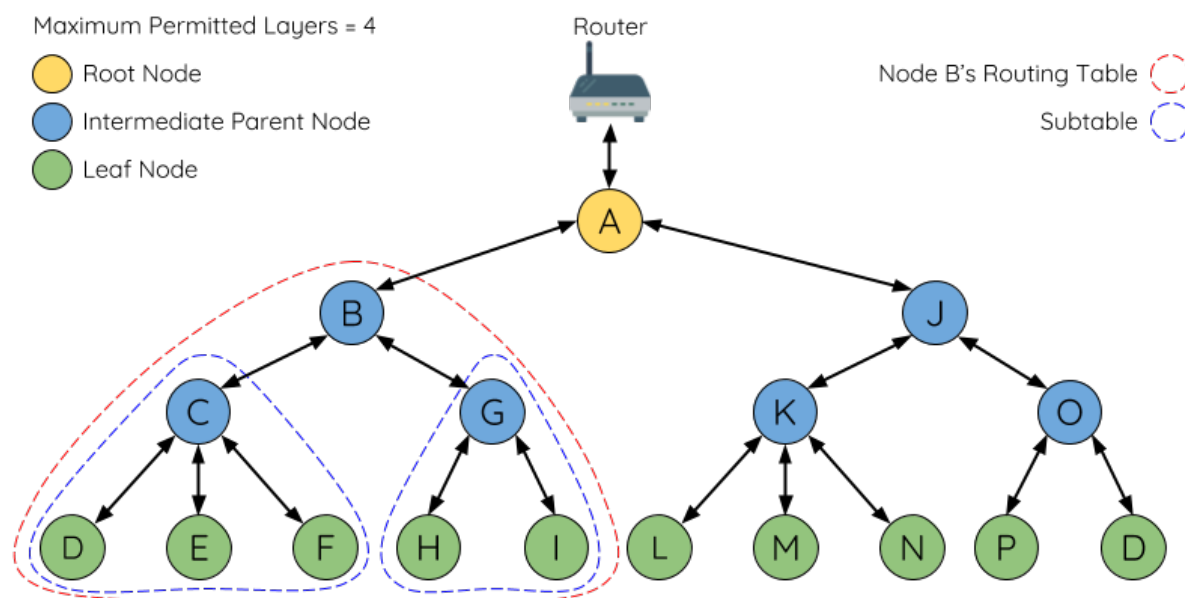 Maximum Permitted Layers = 4
Router
Root Node
Node B's Routing Table
Intermediate Parent Node
Subtable
Leaf Node
A
B
J
C
G
K
O
D
E
F
H
I
L
M
N
P
D